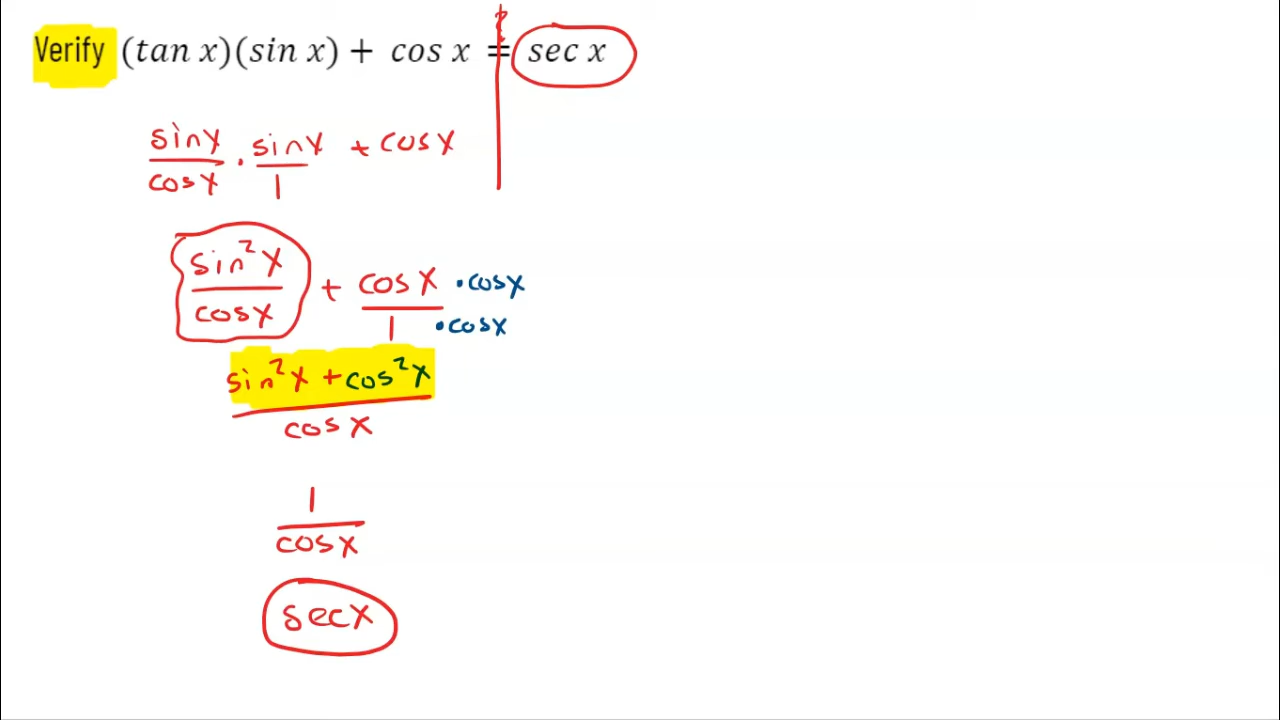 Verify (tan x)(sin x) + cos x = sec x
sinx/cosx · sinx/1 + cosx
sin²x/cosx + cosx/1 ·cosx/·cosx
sin²x + cos²x/cosx
1/cosx
secx